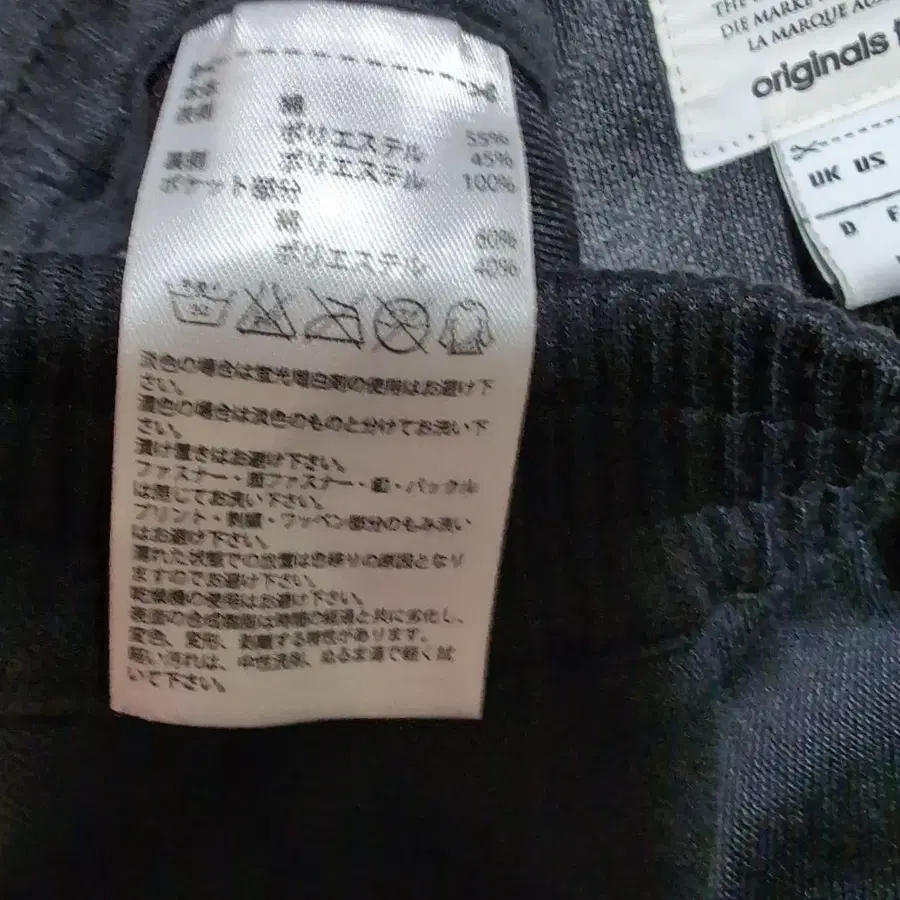 綿 55%
ポリエステル 45%
裏側 ポリエステル 100%
ポケット部分
綿 60%
ポリエステル 40%
淡色の場合は蛍光増白剤の使用はお避け下
さい。
濃色の場合は淡色のものと分けてお洗い下
さい。
漬け置きはお避け下さい。
ファスナー・面ファスナー・釦・バックル
は閉じてお洗い下さい。
プリント・刺繍・ワッペン部分のもみ洗い
はお避け下さい。
濡れた状態での放置は色移りの原因となり
ますのでお避け下さい。
乾燥機の使用はお避け下さい。
表面の合成樹脂は時間の経過と共に劣化し、
変色、変形、剥離する特性があります。
軽い汚れは、中性洗剤、ぬるま湯で軽く拭
いて下さい。
THE
DIE MARKE
LA MARQUE AUX
originals
UK US
D F